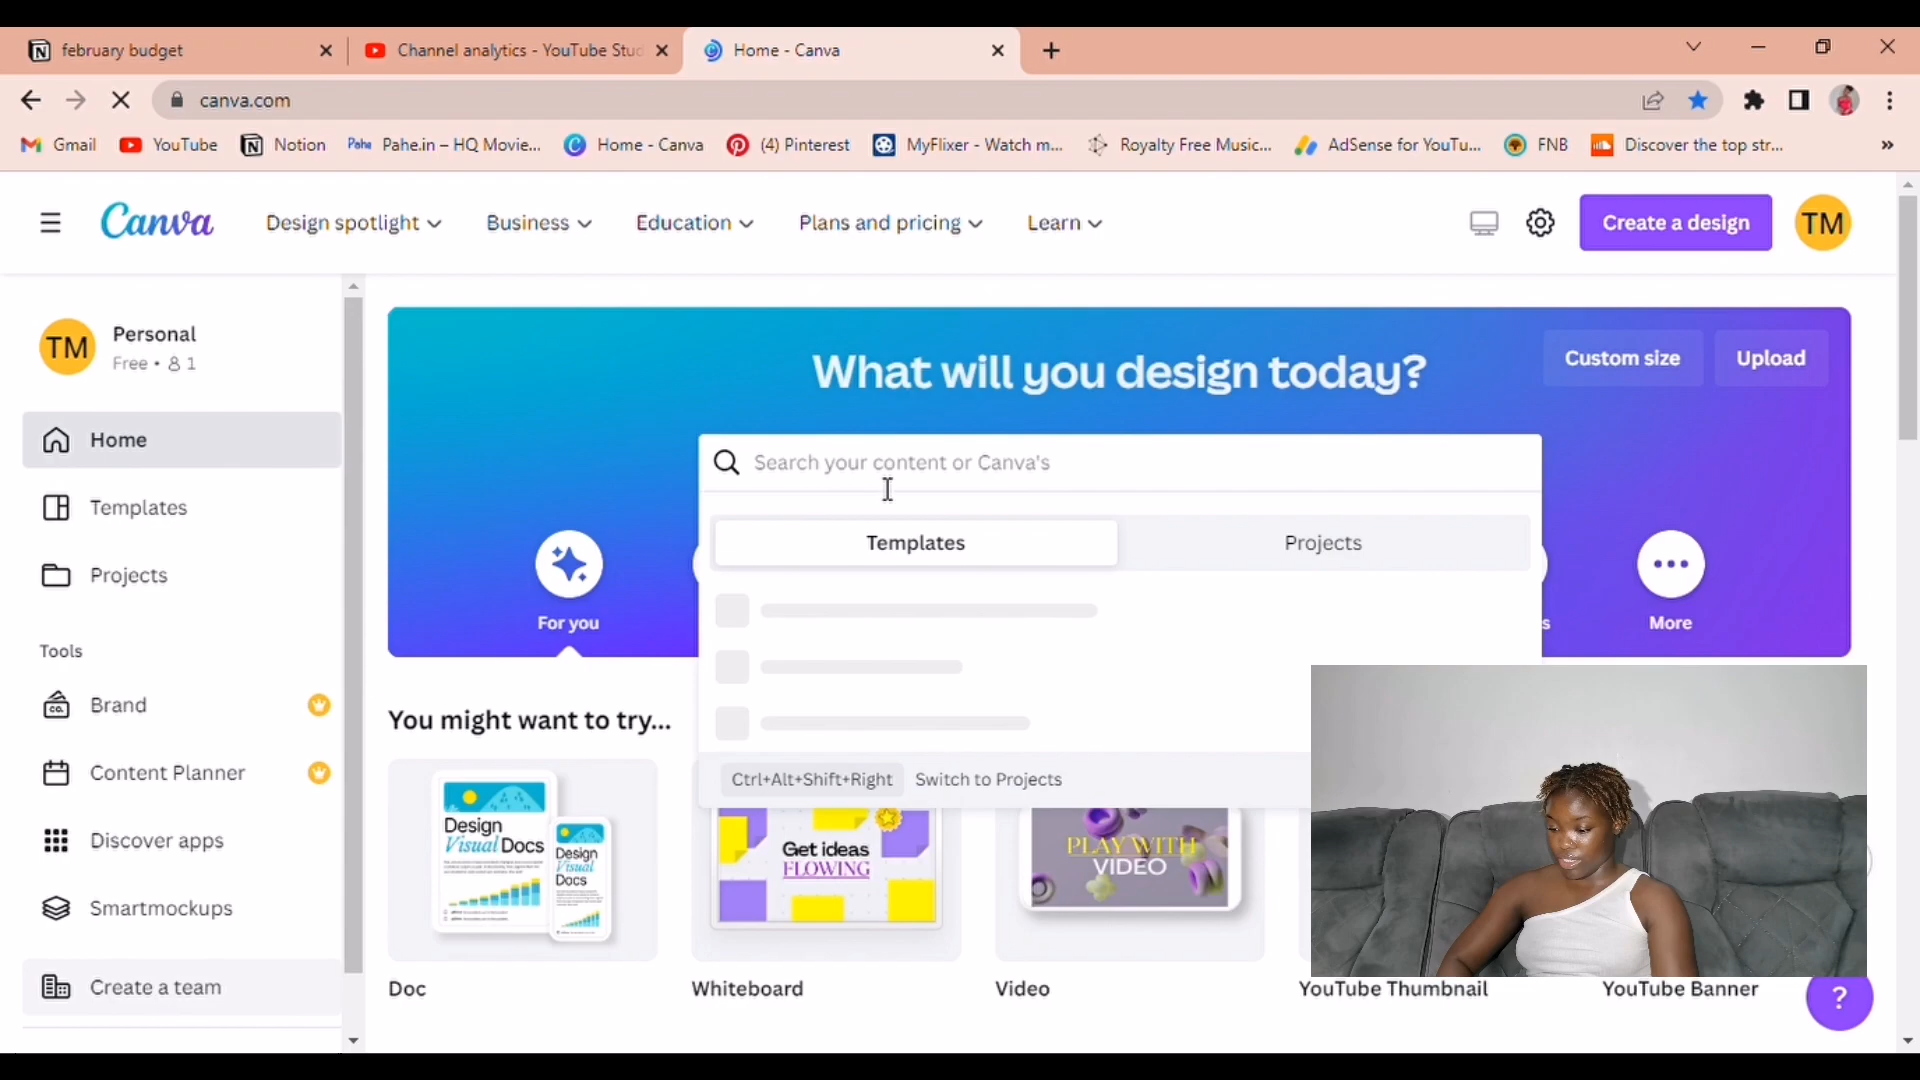 february budget
Channel analytics - YouTube Stu
Home - Canva
canva.com
Gmail
YouTube
Notion
Pahe
Pahe.in – HQ Movie...
Home - Canva
(4) Pinterest
MyFlixer - Watch m...
Royalty Free Music...
AdSense for YouTu...
FNB
Discover the top str...
Canva
Design spotlight
Business
Education
Plans and pricing
Learn
Create a design
TM
TM
Personal
Free • 1
Home
Templates
Projects
Tools
Brand
Content Planner
Discover apps
Smartmockups
Create a team
What will you design today?
Custom size
Upload
Search your content or Canva's
Templates
Projects
For you
s
More
Ctrl+Alt+Shift+Right Switch to Projects
You might want to try...
Design
Visual Docs
Design
Visual
Docs
Get ideas
FLOWING
PLAY WITH
VIDEO
Doc
Whiteboard
Video
YouTube Thumbnail
YouTube Banner
?